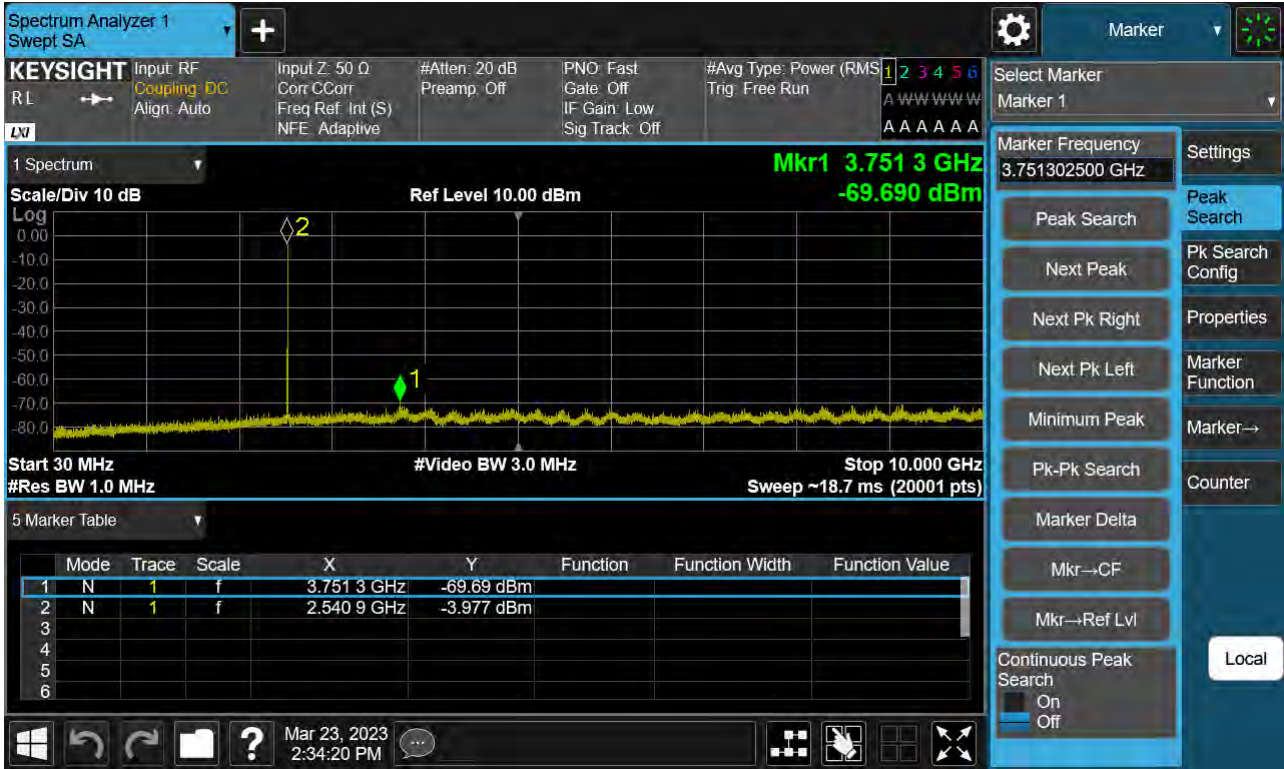 Spectrum Analyzer 1
Swept SA
Marker
KEYSIGHT
R L
LXI
Input: RF
Coupling: DC
Align: Auto
Input Z: 50 Ω
Corr CCorr
Freq Ref: Int (S)
NFE: Adaptive
#Atten: 20 dB
Preamp: Off
PNO: Fast
Gate: Off
IF Gain: Low
Sig Track: Off
#Avg Type: Power (RMS
Trig: Free Run
1 2 3 4 5 6
A W W W W W
A A A A A A
Select Marker
Marker 1
1 Spectrum
Mkr1 3.751 3 GHz
-69.690 dBm
Scale/Div 10 dB
Ref Level 10.00 dBm
Log
0.00
-10.0
-20.0
-30.0
-40.0
-50.0
-60.0
-70.0
-80.0
2
1
Start 30 MHz
#Video BW 3.0 MHz
Stop 10.000 GHz
#Res BW 1.0 MHz
Sweep ~18.7 ms (20001 pts)
5 Marker Table
Mode Trace Scale X Y Function Function Width Function Value
1 N 1 f 3.751 3 GHz -69.69 dBm
2 N 1 f 2.540 9 GHz -3.977 dBm
3
4
5
6
Marker Frequency
3.751302500 GHz
Peak Search
Next Peak
Next Pk Right
Next Pk Left
Minimum Peak
Pk-Pk Search
Marker Delta
Mkr→CF
Mkr→Ref Lvl
Continuous Peak
Search
On
Off
Settings
Peak
Search
Pk Search
Config
Properties
Marker
Function
Marker→
Counter
Local
?
Mar 23, 2023
2:34:20 PM